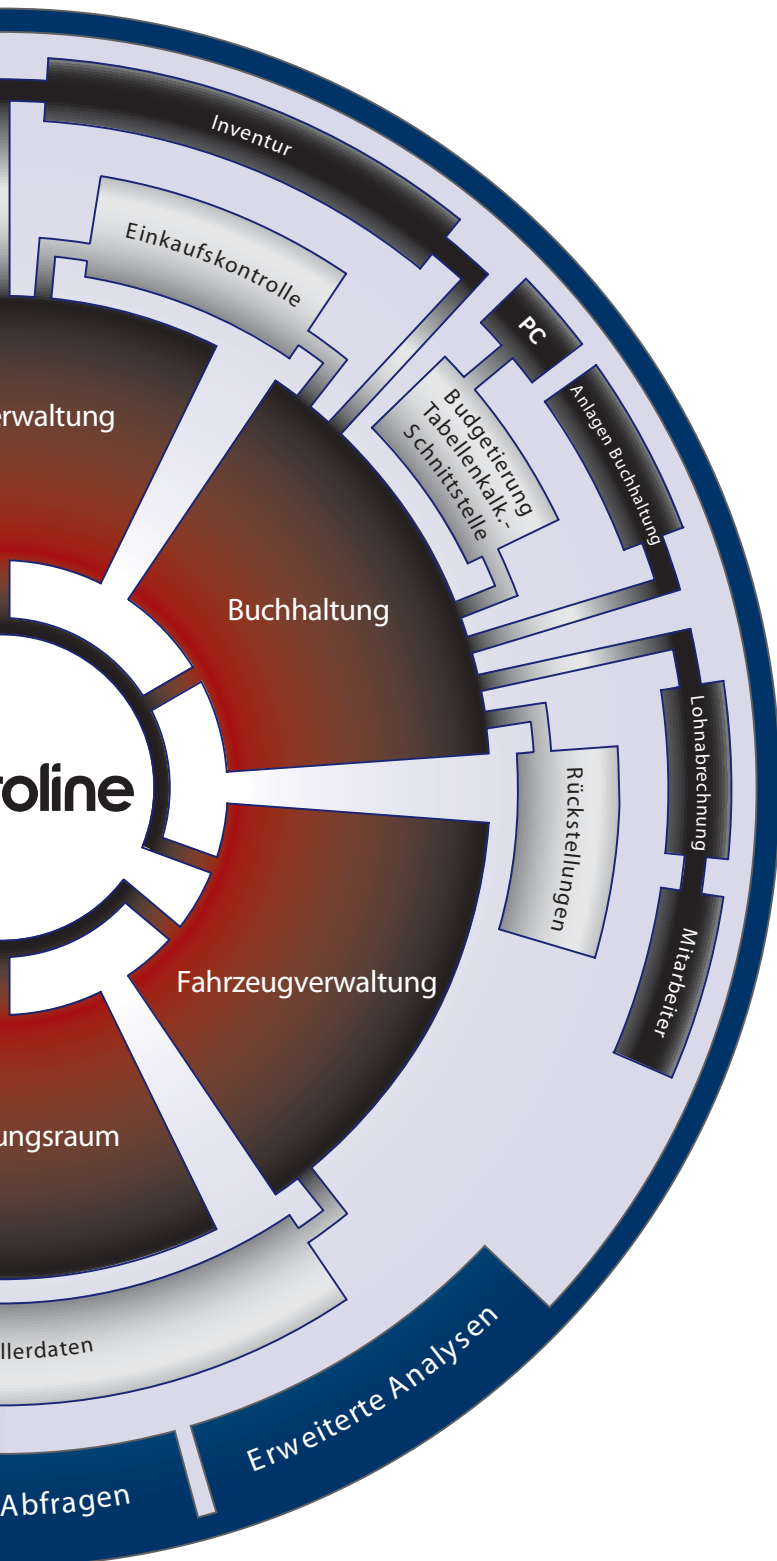 Inventur
Einkaufskontrolle
PC
Budgetierung
Tabellenkalk.-
Schnittstelle
Anlagen Buchhaltung
erwaltung
Buchhaltung
Lohnabrechnung
Rückstellungen
roline
Mitarbeiter
Fahrzeugverwaltung
ungsraum
llerdaten
Erweiterte Analysen
Abfragen